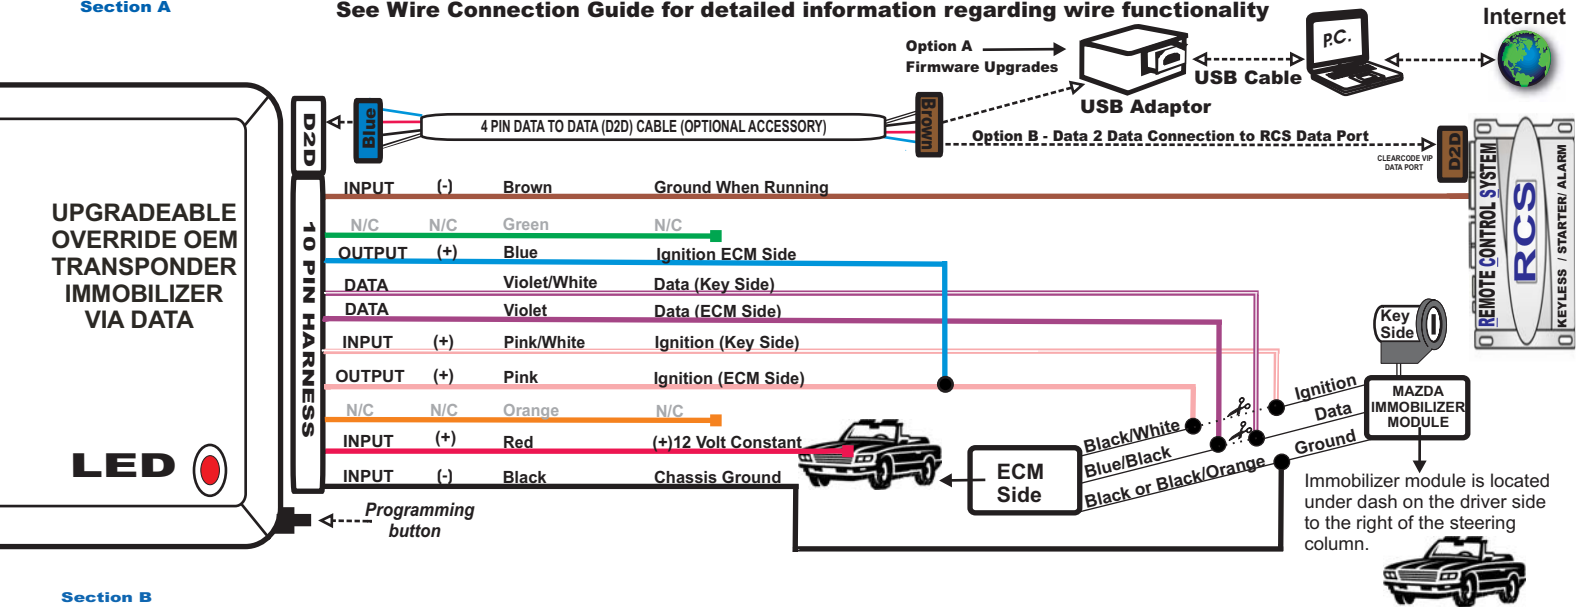 Section A
See Wire Connection Guide for detailed information regarding wire functionality
Internet
P.C.
Option A
Firmware Upgrades
USB Cable
USB Adaptor
D2D
Blue
4 PIN DATA TO DATA (D2D) CABLE (OPTIONAL ACCESSORY)
Brown
Option B - Data 2 Data Connection to RCS Data Port
CLEARCODE VIP
DATA PORT
D2D
REMOTE CONTROL SYSTEM
RCS
KEYLESS / STARTER/ ALARM
UPGRADEABLE
OVERRIDE OEM
TRANSPONDER
IMMOBILIZER
VIA DATA
LED
10 PIN HARNESS
INPUT (-) Brown Ground When Running
N/C N/C Green N/C
OUTPUT (+) Blue Ignition ECM Side
DATA Violet/White Data (Key Side)
DATA Violet Data (ECM Side)
INPUT (+) Pink/White Ignition (Key Side)
OUTPUT (+) Pink Ignition (ECM Side)
N/C N/C Orange N/C
INPUT (+) Red (+)12 Volt Constant
INPUT (-) Black Chassis Ground
Programming
button
Key
Side
Ignition
Data
Ground
MAZDA
IMMOBILIZER
MODULE
Black/White
Blue/Black
Black or Black/Orange
ECM
Side
Immobilizer module is located
under dash on the driver side
to the right of the steering
column.
Section B